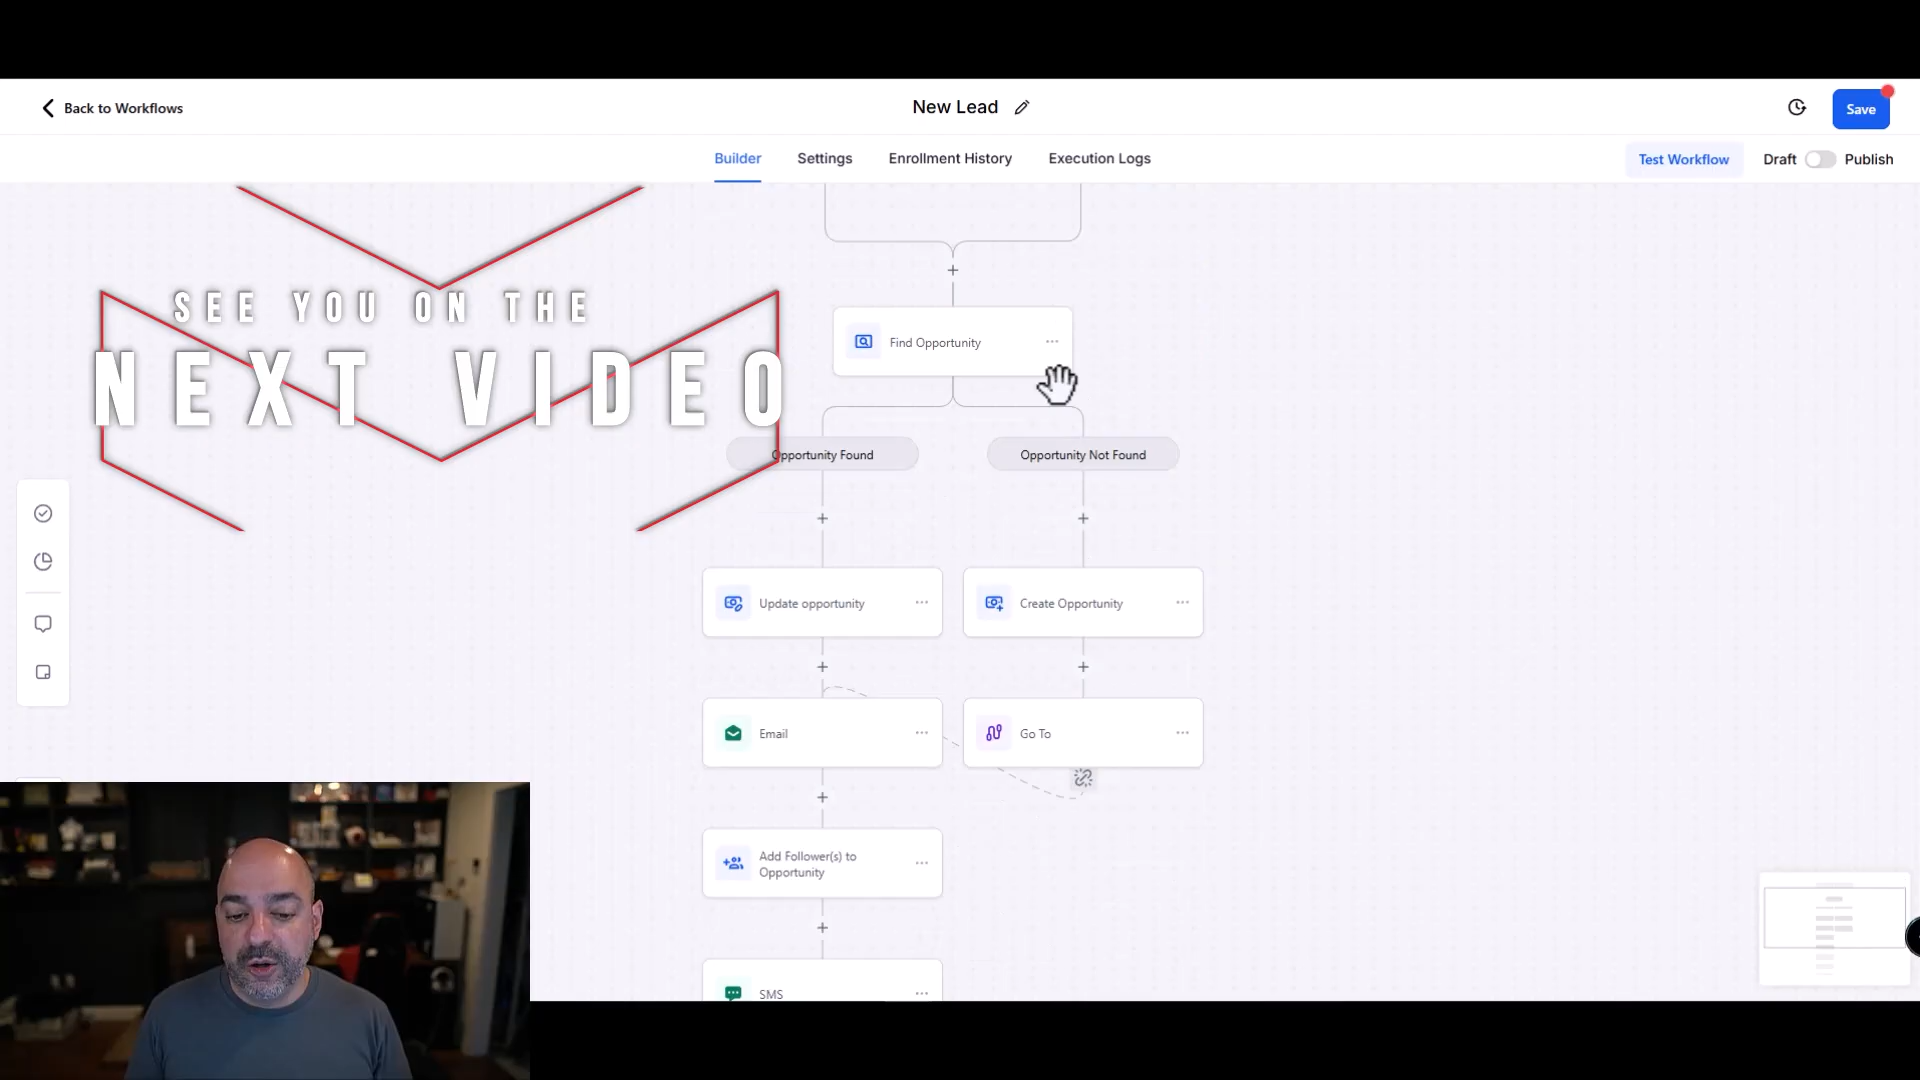 Back to Workflows
New Lead
Save
Builder
Settings
Enrollment History
Execution Logs
Test Workflow
Draft
Publish
SEE YOU ON THE
NEXT VIDEO
Find Opportunity
Opportunity Found
Opportunity Not Found
Update opportunity
Create Opportunity
Email
Go To
Add Follower(s) to
Opportunity
SMS